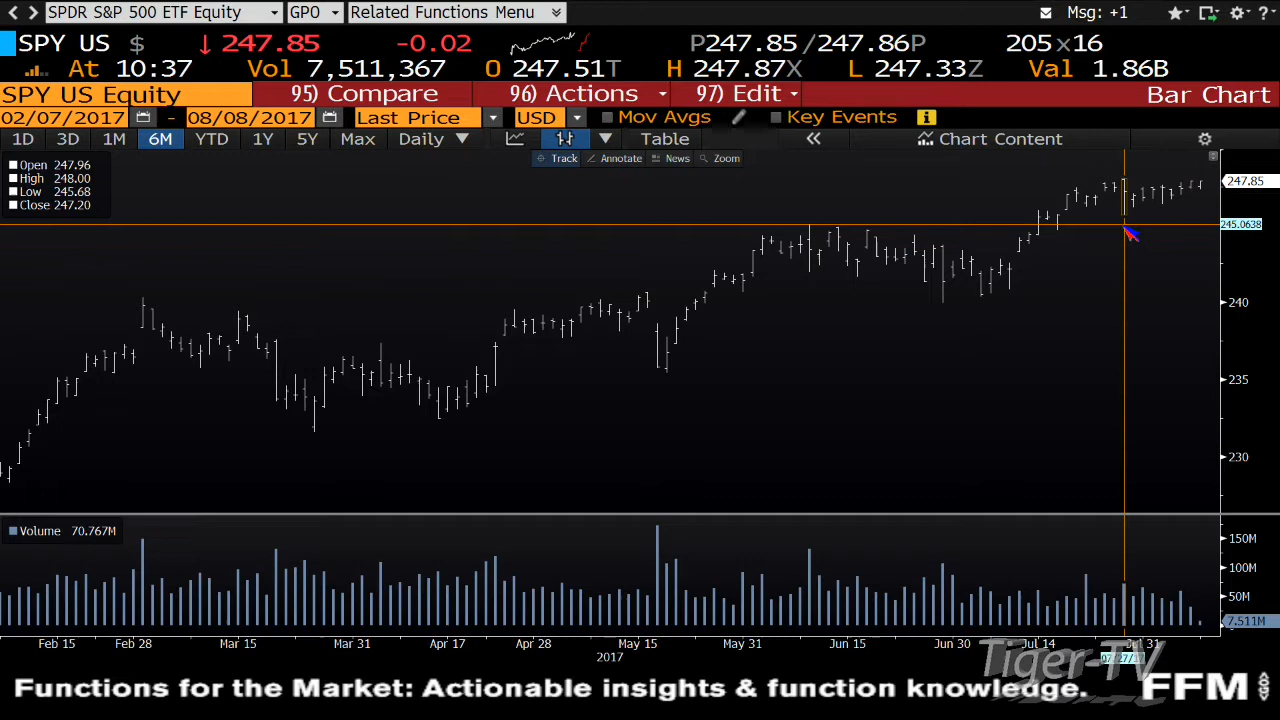 SPDR S&P 500 ETF Equity GPO Related Functions Menu Msg: +1
SPY US $ ↓ 247.85 -0.02 P247.85/247.86P 205x16
At 10:37 Vol 7,511,367 O 247.51T H 247.87X L 247.33Z Val 1.86B
SPY US Equity 95) Compare 96) Actions 97) Edit Bar Chart
02/07/2017 - 08/08/2017 Last Price USD Mov Avgs Key Events
1D 3D 1M 6M YTD 1Y 5Y Max Daily Table « Chart Content
Track Annotate News Zoom
Open 247.96
High 248.00
Low 245.68
Close 247.20
247.85
245.0638
240
235
230
Volume 70.767M
150M
100M
50M
7.511M
Feb 15 Feb 28 Mar 15 Mar 31 Apr 17 Apr 28 May 15 May 31 Jun 15 Jun 30 Jul 14 Jul 31
2017
Tiger-TV
Functions for the Market: Actionable insights & function knowledge. FFM